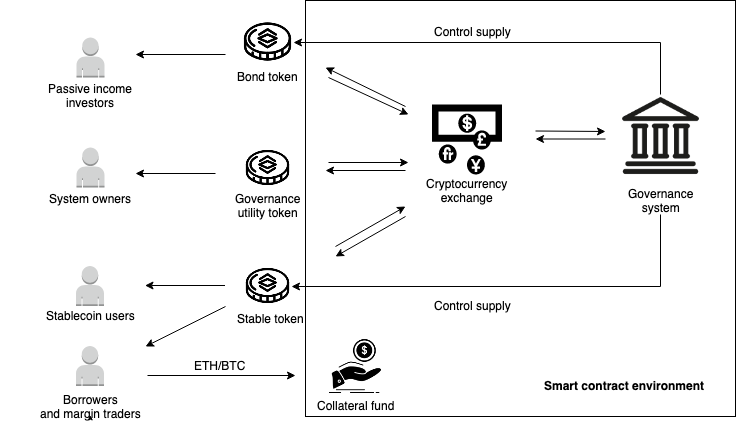 Control supply
Bond token
Passive income
investors
Cryptocurrency
exchange
Governance
system
System owners
Governance
utility token
Stablecoin users
Stable token
Control supply
ETH/BTC
Borrowers
and margin traders
Collateral fund
Smart contract environment